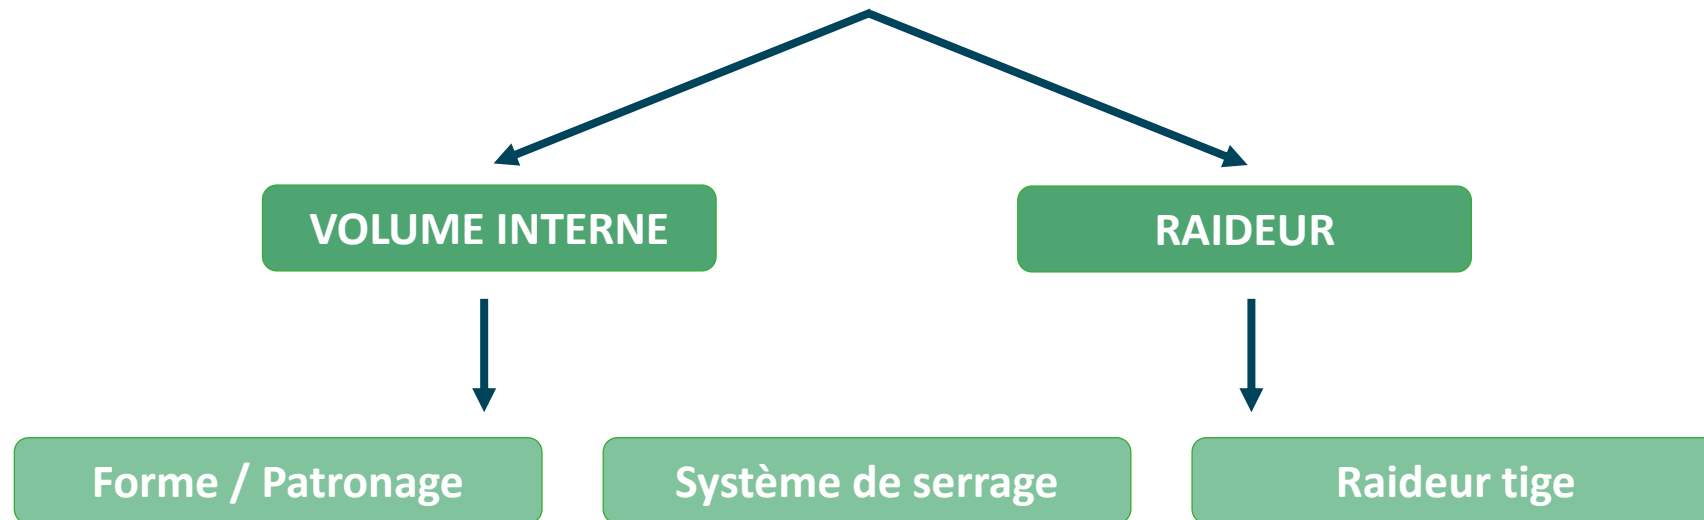 VOLUME INTERNE
RAIDEUR
Forme / Patronage
Système de serrage
Raideur tige